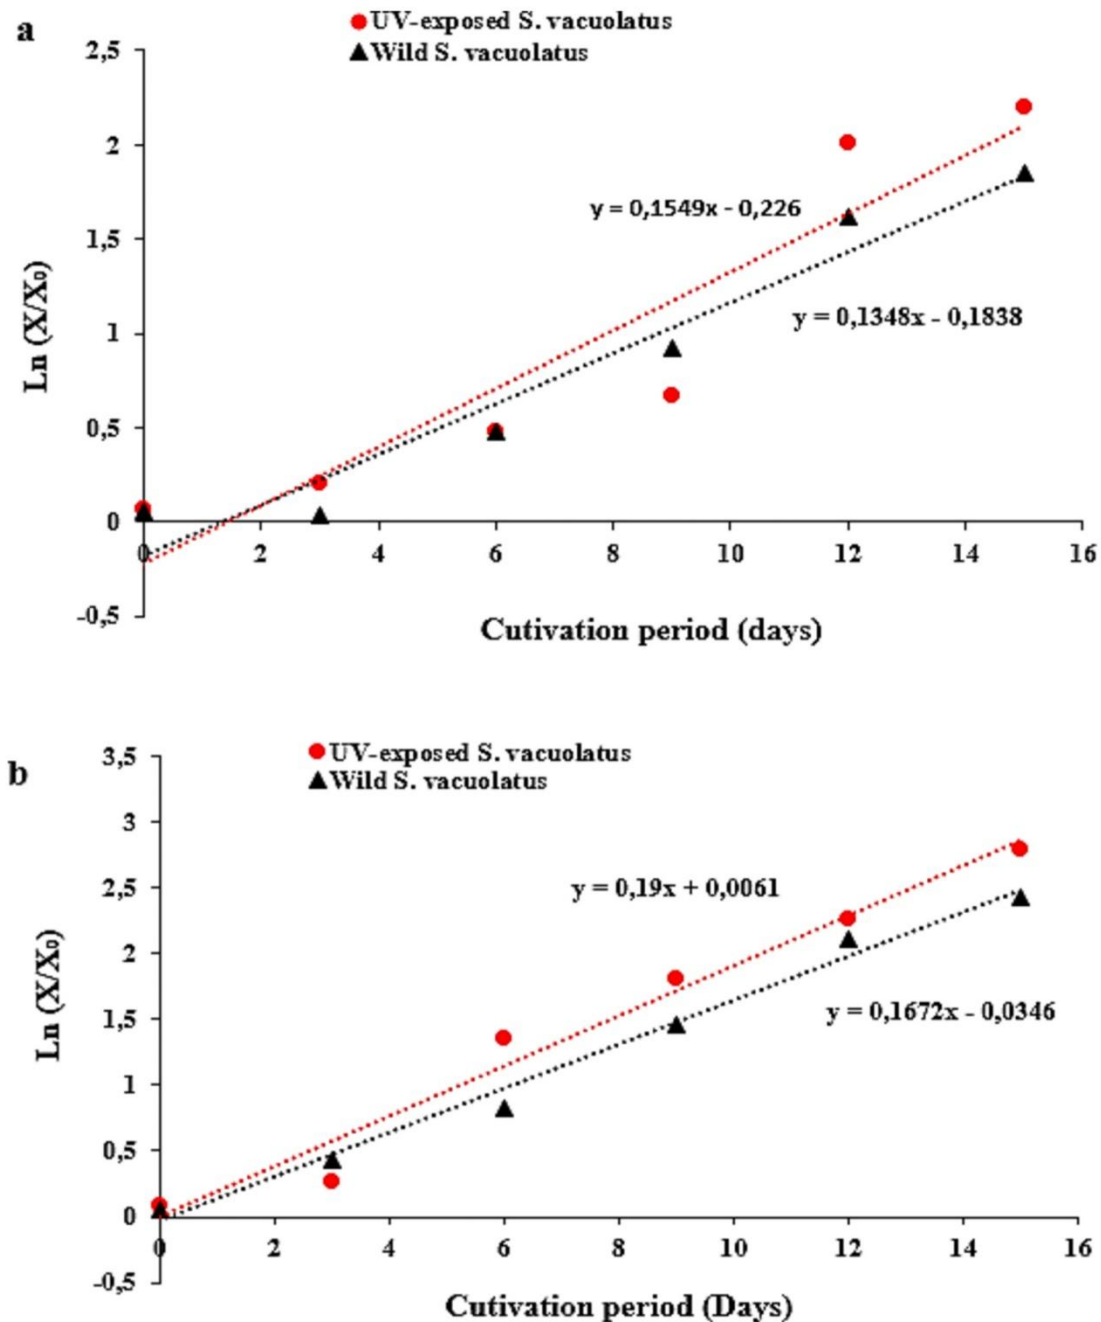 a
UV-exposed S. vacuolatus
Wild S. vacuolatus
2,5
2
1,5
1
0,5
0
-0,5
Ln (X/X₀)
y = 0,1549x - 0,226
y = 0,1348x - 0,1838
0 2 4 6 8 10 12 14 16
Cutivation period (days)
b
UV-exposed S. vacuolatus
Wild S. vacuolatus
3,5
3
2,5
2
1,5
1
0,5
0
-0,5
Ln (X/X₀)
y = 0,19x + 0,0061
y = 0,1672x - 0,0346
0 2 4 6 8 10 12 14 16
Cutivation period (Days)